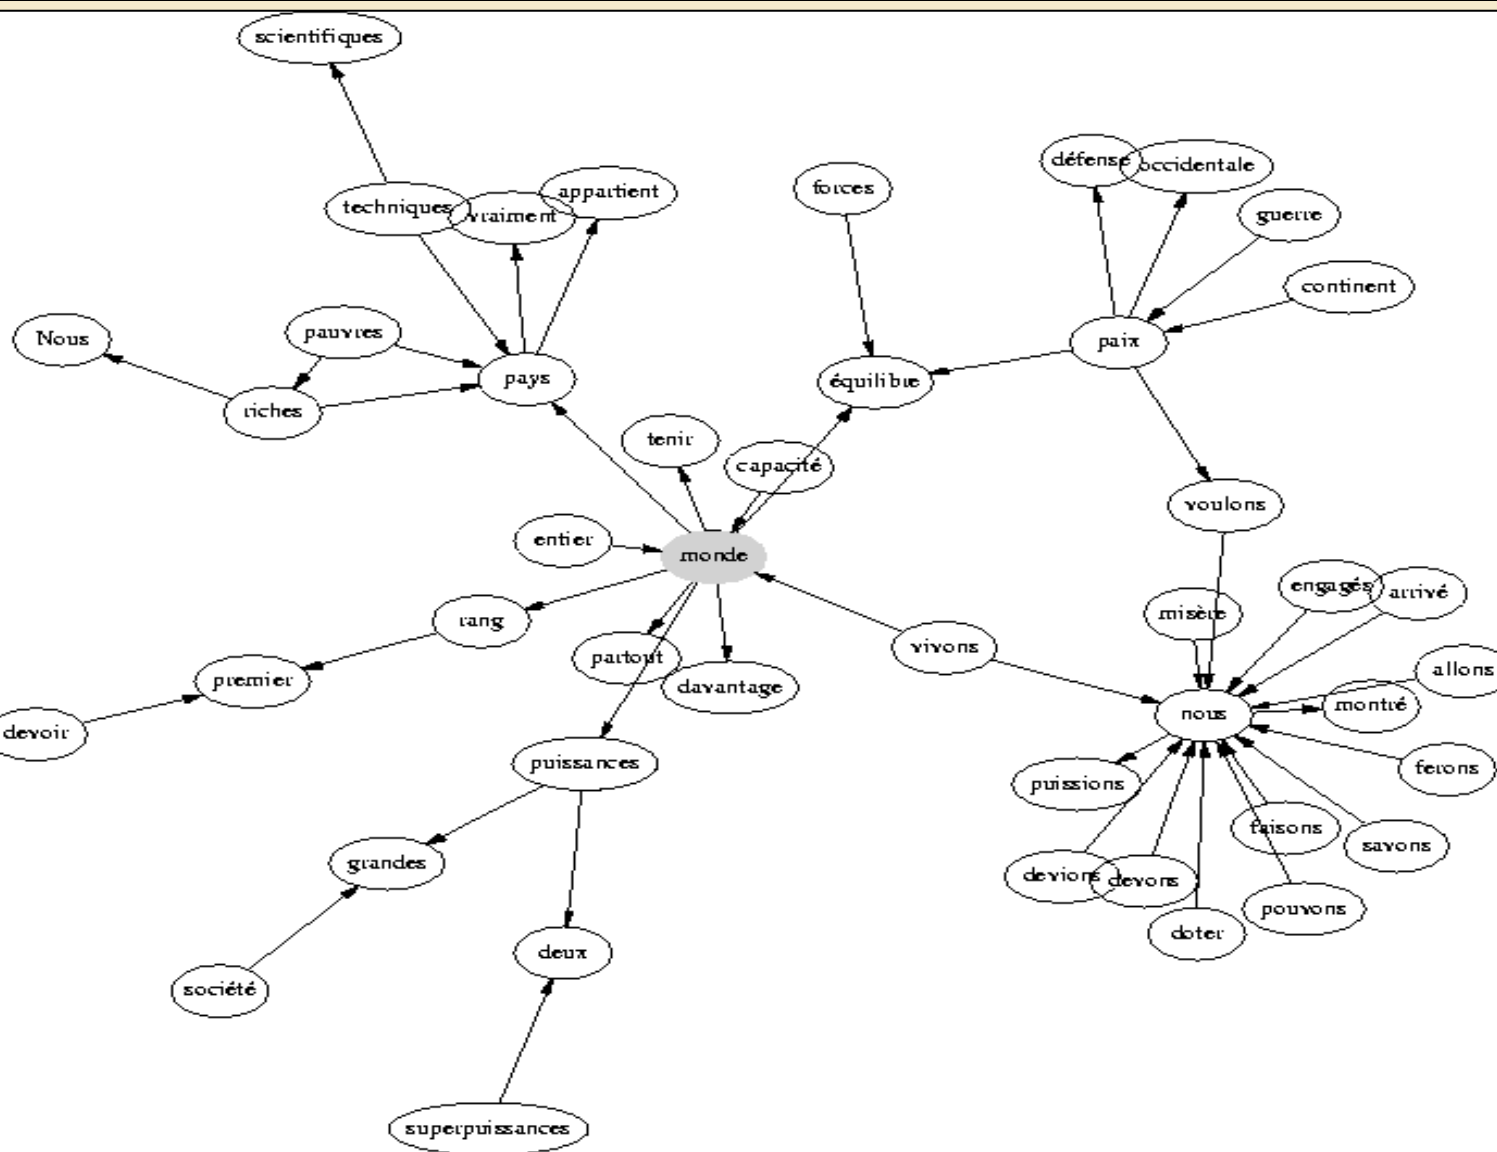 scientifiques
défense
occidentale
techniques
vraiment
appartient
forces
guerre
continent
Nous
pauvres
paix
pays
équilibre
riches
tenir
capacité
voulons
entier
monde
engagés
arrivé
misère
rang
partout
vivons
allons
premier
davantage
nous
montré
devoir
puissances
puissions
ferons
faisons
savons
grandes
devions
devons
pouvons
doter
deux
société
superpuissances